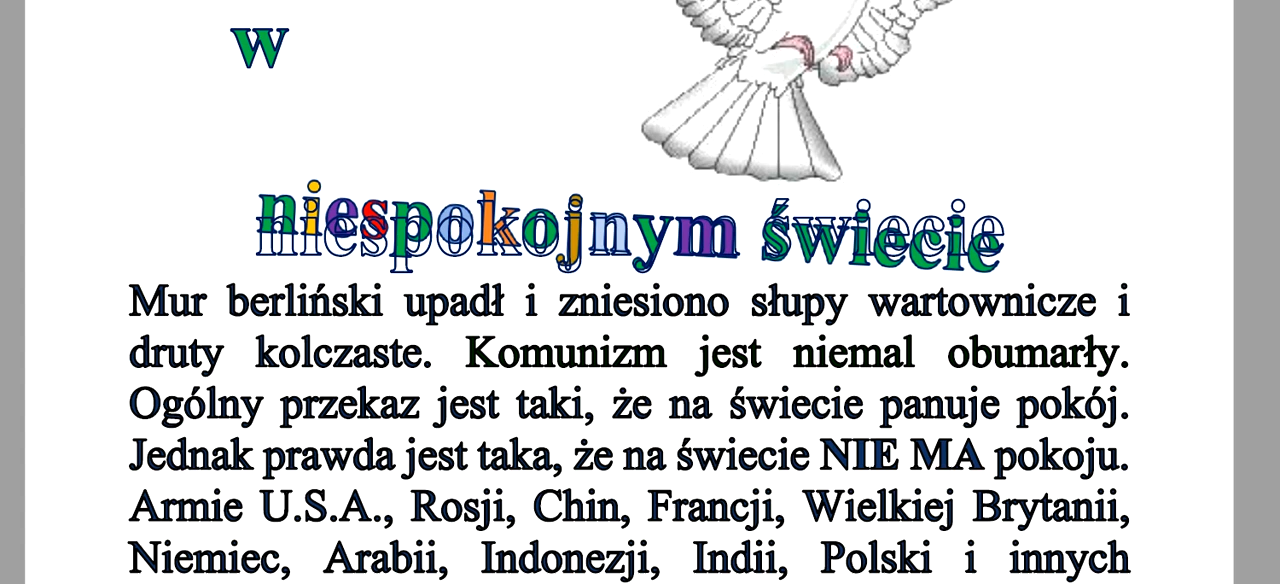 w
niespokojnym świecie
Mur berliński upadł i zniesiono słupy wartownicze i
druty kolczaste. Komunizm jest niemal obumarły.
Ogólny przekaz jest taki, że na świecie panuje pokój.
Jednak prawda jest taka, że na świecie NIE MA pokoju.
Armie U.S.A., Rosji, Chin, Francji, Wielkiej Brytanii,
Niemiec, Arabii, Indonezji, Indii, Polski i innych